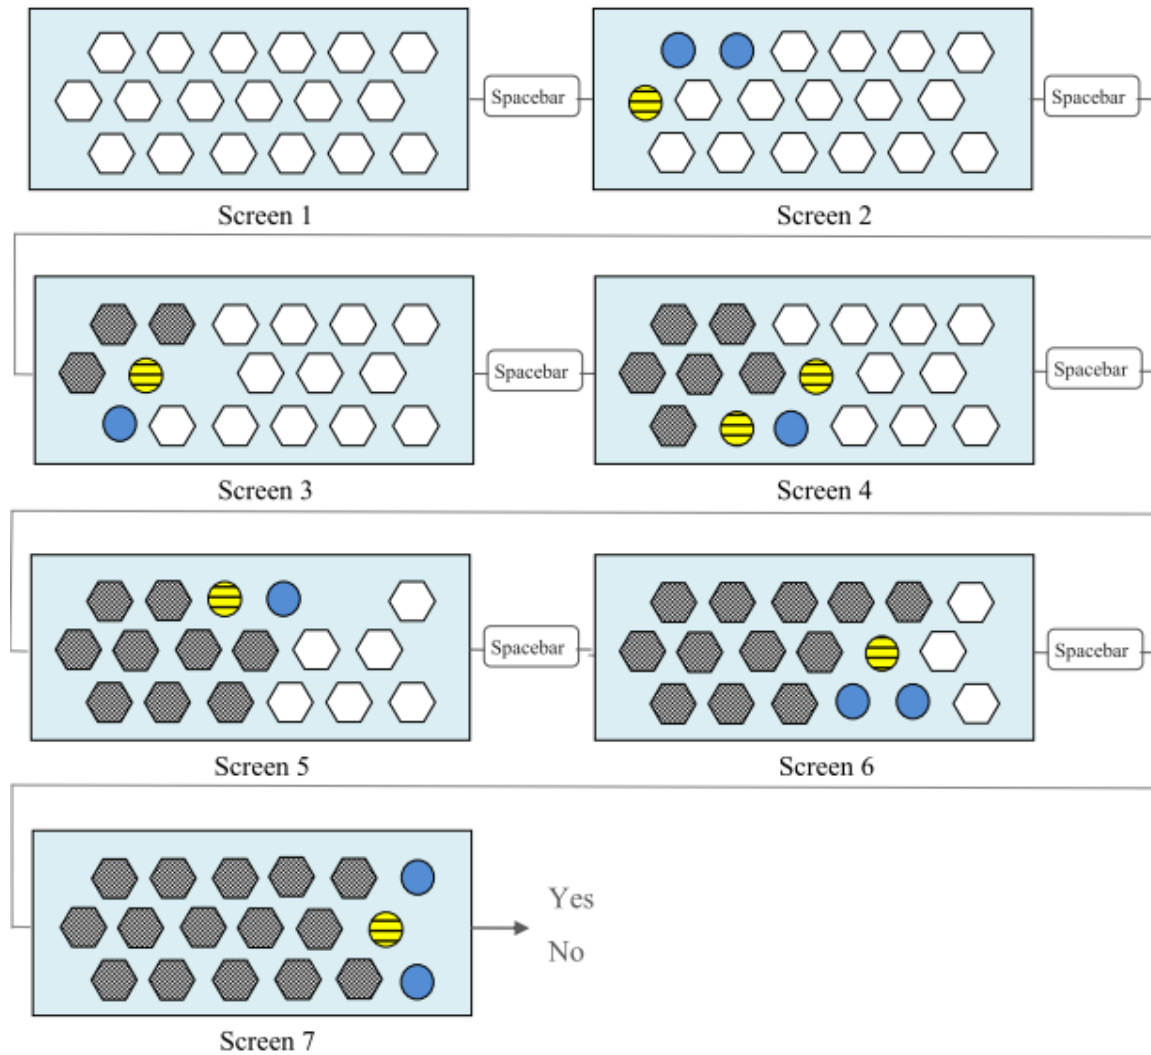 Spacebar
Spacebar
Screen 1
Screen 2
Spacebar
Spacebar
Screen 3
Screen 4
Spacebar
Spacebar
Screen 5
Screen 6
Yes
No
Screen 7